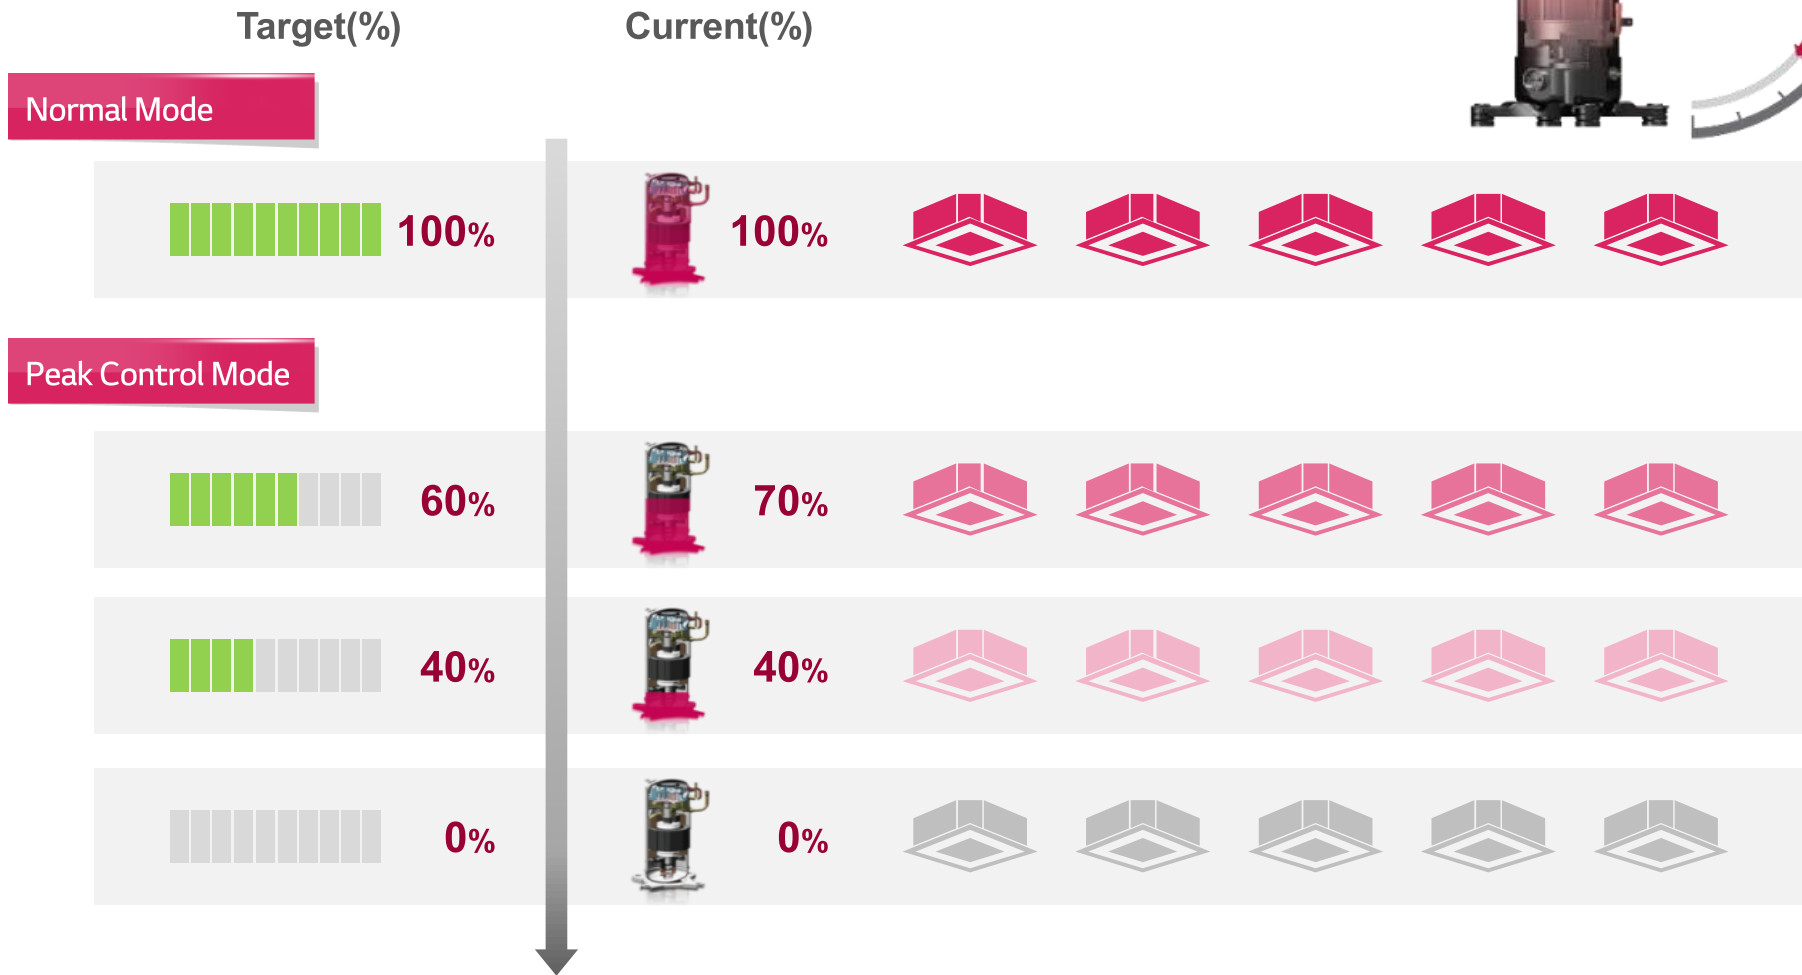 Target(%) Current(%)
Normal Mode
100% 100%
Peak Control Mode
60% 70%
40% 40%
0% 0%